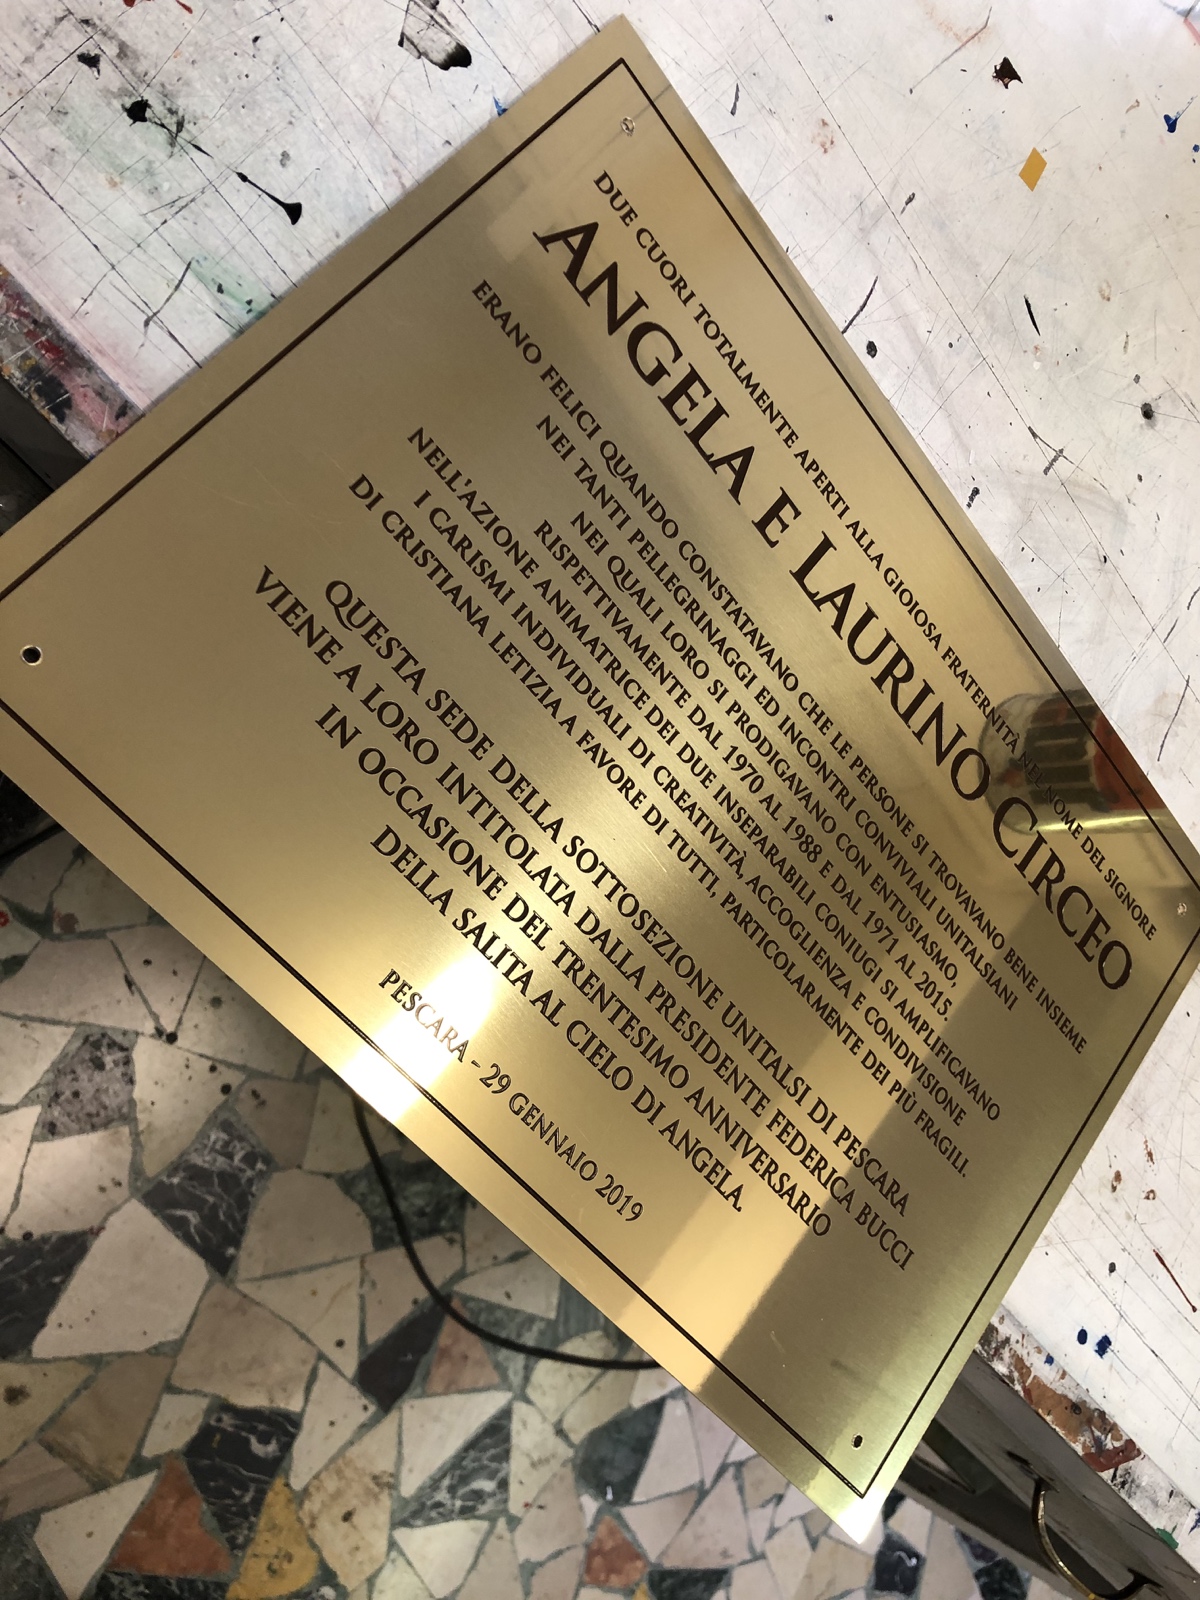 DUE CUORI TOTALMENTE APERTI ALLA GIOIOSA FRATERNITÀ NEL NOME DEL SIGNORE
ANGELA E LAURINO CIRCEO
ERANO FELICI QUANDO CONSTATAVANO CHE LE PERSONE SI TROVAVANO BENE INSIEME
NEI TANTI PELLEGRINAGGI ED INCONTRI CONVIVIALI UNITALSIANI
NEI QUALI LORO SI PRODIGAVANO CON ENTUSIASMO,
RISPETTIVAMENTE DAL 1970 AL 1988 E DAL 1971 AL 2015.
NELL'AZIONE ANIMATRICE DEI DUE INSEPARABILI CONIUGI SI AMPLIFICAVANO
I CARISMI INDIVIDUALI DI CREATIVITÀ, ACCOGLIENZA E CONDIVISIONE
DI CRISTIANA LETIZIA A FAVORE DI TUTTI, PARTICOLARMENTE DEI PIÙ FRAGILI.
QUESTA SEDE DELLA SOTTOSEZIONE UNITALSI DI PESCARA
VIENE A LORO INTITOLATA DALLA PRESIDENTE FEDERICA BUCCI
IN OCCASIONE DEL TRENTESIMO ANNIVERSARIO
DELLA SALITA AL CIELO DI ANGELA.
PESCARA - 29 GENNAIO 2019